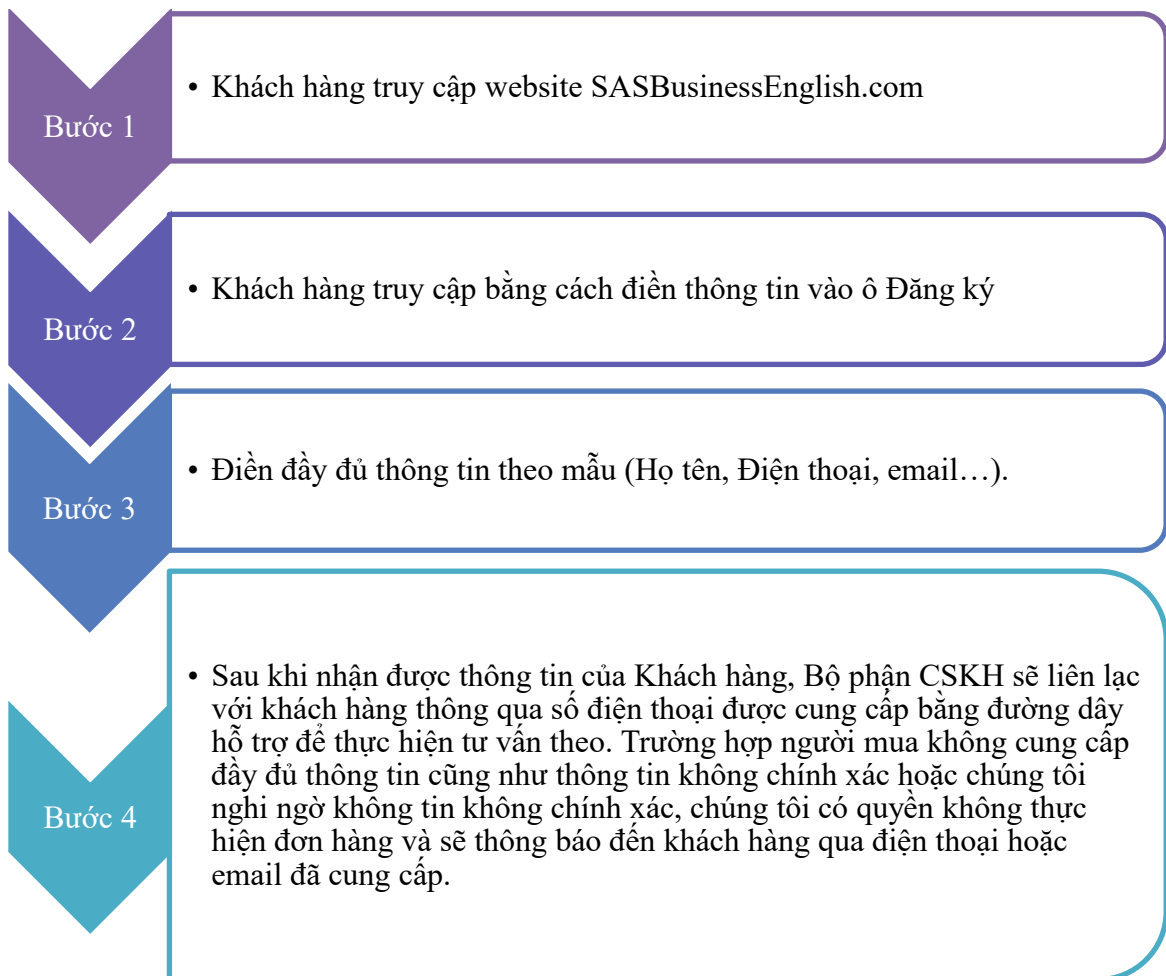 Bước 1
• Khách hàng truy cập website SASBusinessEnglish.com
Bước 2
• Khách hàng truy cập bằng cách điền thông tin vào ô Đăng ký
Bước 3
• Điền đầy đủ thông tin theo mẫu (Họ tên, Điện thoại, email…).
Bước 4
• Sau khi nhận được thông tin của Khách hàng, Bộ phận CSKH sẽ liên lạc
với khách hàng thông qua số điện thoại được cung cấp bằng đường dây
hỗ trợ để thực hiện tư vấn theo. Trường hợp người mua không cung cấp
đầy đủ thông tin cũng như thông tin không chính xác hoặc chúng tôi
nghi ngờ không tin không chính xác, chúng tôi có quyền không thực
hiện đơn hàng và sẽ thông báo đến khách hàng qua điện thoại hoặc
email đã cung cấp.